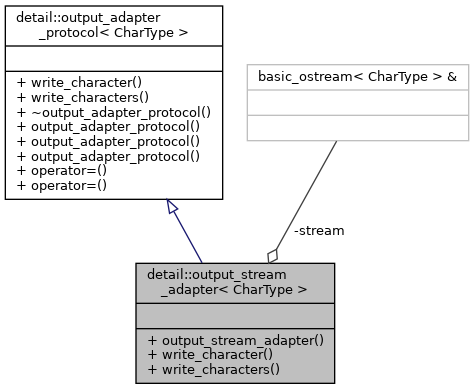 detail::output_adapter
_protocol< CharType >
+ write_character()
+ write_characters()
+ ~output_adapter_protocol()
+ output_adapter_protocol()
+ output_adapter_protocol()
+ output_adapter_protocol()
+ operator=()
+ operator=()
basic_ostream< CharType > &
-stream
detail::output_stream
_adapter< CharType >
+ output_stream_adapter()
+ write_character()
+ write_characters()